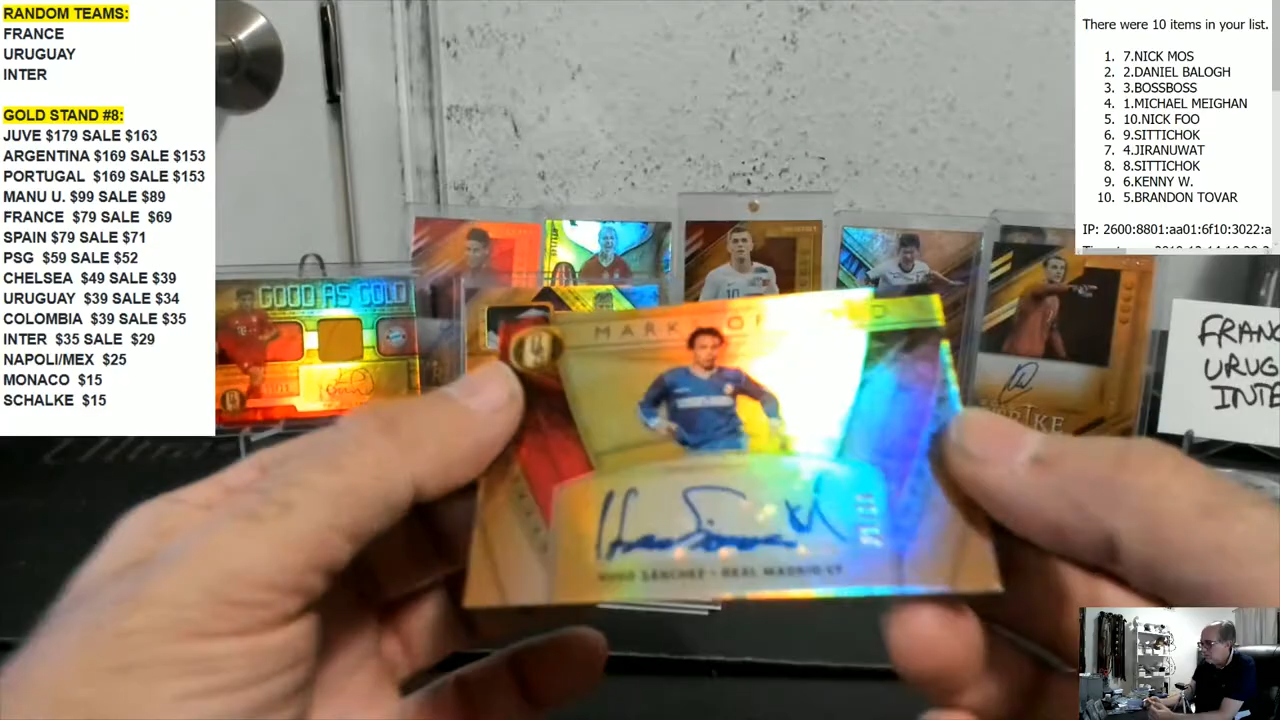 RANDOM TEAMS:
FRANCE
URUGUAY
INTER
GOLD STAND #8:
JUVE $179 SALE $163
ARGENTINA $169 SALE $153
PORTUGAL $169 SALE $153
MANU U. $99 SALE $89
FRANCE $79 SALE $69
SPAIN $79 SALE $71
PSG $59 SALE $52
CHELSEA $49 SALE $39
URUGUAY $39 SALE $34
COLOMBIA $39 SALE $35
INTER $35 SALE $29
NAPOLI/MEX $25
MONACO $15
SCHALKE $15
There were 10 items in your list.
1. 7.NICK MOS
2. 2.DANIEL BALOGH
3. 3.BOSSBOSS
4. 1.MICHAEL MEIGHAN
5. 10.NICK FOO
6. 9.SITTICHOK
7. 4.JIRANUWAT
8. 8.SITTICHOK
9. 6.KENNY W.
10. 5.BRANDON TOVAR
IP: 2600:8801:aa01:6f10:3022:a
GOOD AS GOLD
MARK
HUGO SÁNCHEZ - REAL MADRID CF
FRANC
URUG
INTE